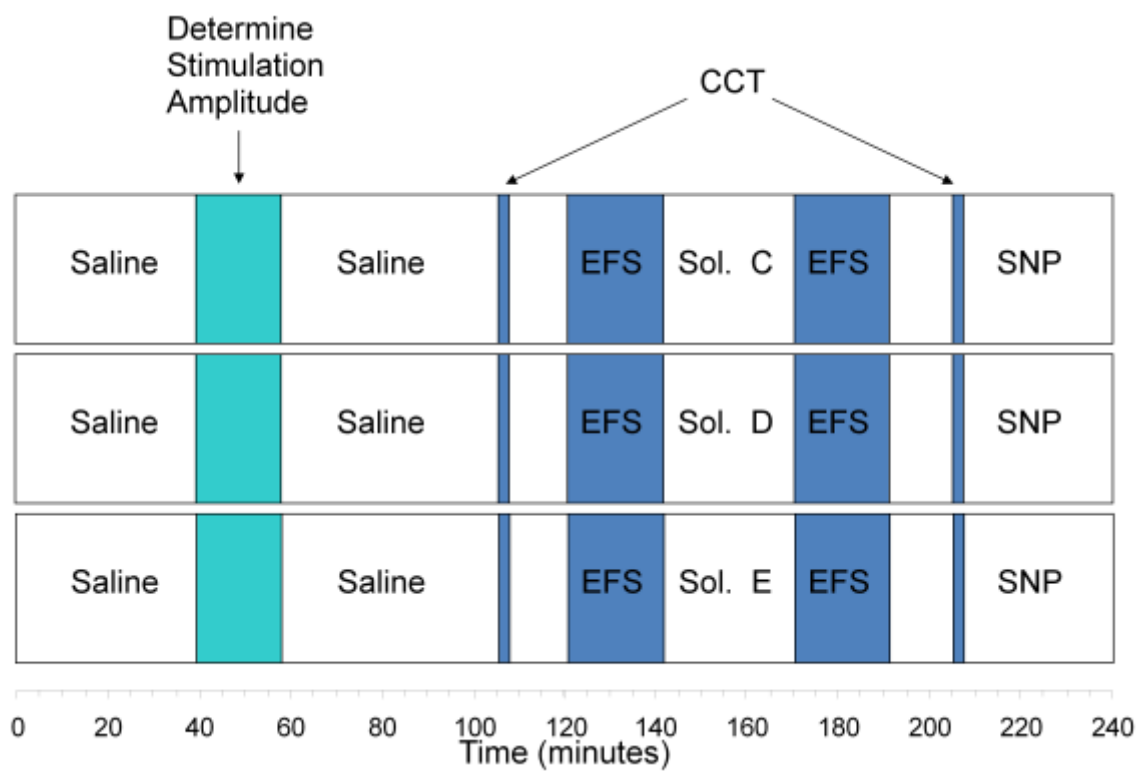 Determine
Stimulation
Amplitude
CCT
Saline Saline EFS Sol. C EFS SNP
Saline Saline EFS Sol. D EFS SNP
Saline Saline EFS Sol. E EFS SNP
0 20 40 60 80 100 120 140 160 180 200 220 240
Time (minutes)